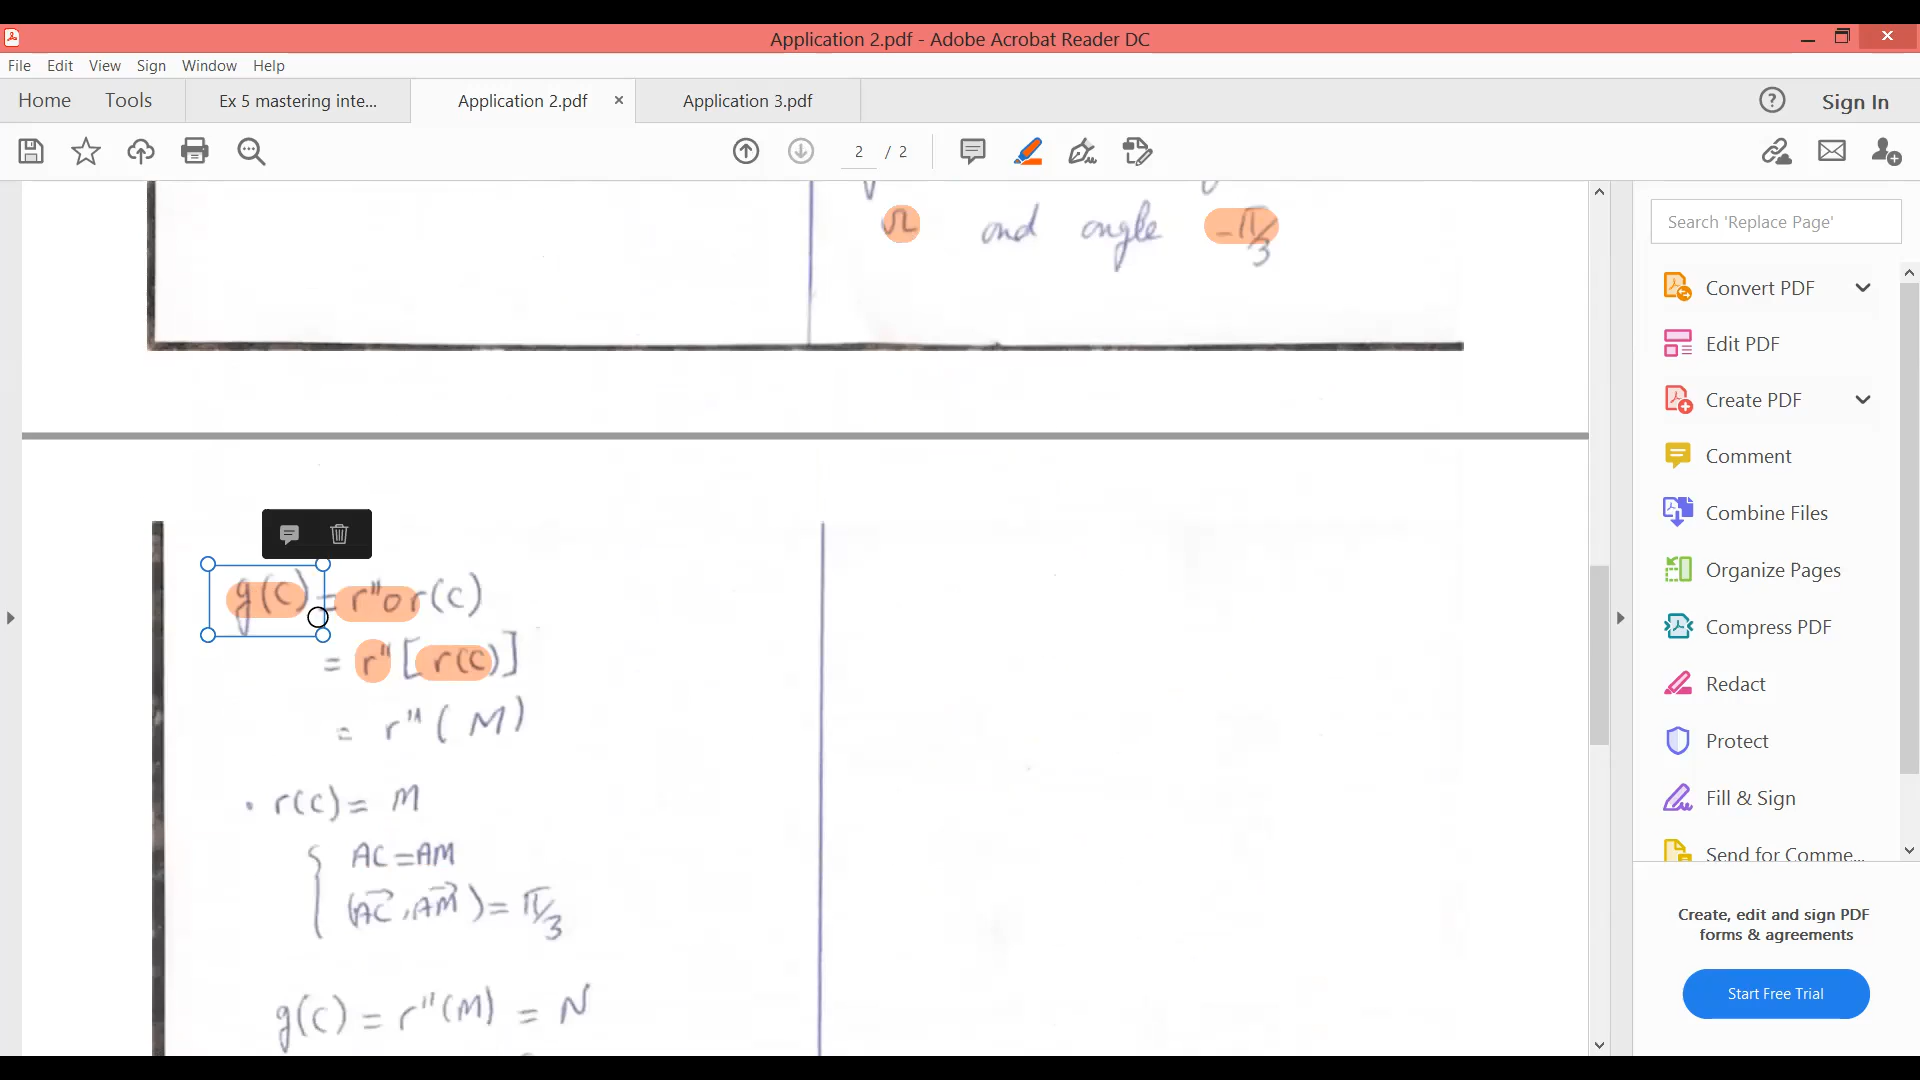 Application 2.pdf - Adobe Acrobat Reader DC
File Edit View Sign Window Help
Home Tools Ex 5 mastering inte... Application 2.pdf × Application 3.pdf ? Sign In
2 / 2
Ω and angle -π/3
g(C) = r"or(C)
= r" [ r(C) ]
= r" ( M )
• r(C) = M
{ AC = AM
(AC⃗, AM⃗) = π/3
g(C) = r"(M) = N
Search 'Replace Page'
Convert PDF
Edit PDF
Create PDF
Comment
Combine Files
Organize Pages
Compress PDF
Redact
Protect
Fill & Sign
Send for Comme...
Create, edit and sign PDF
forms & agreements
Start Free Trial